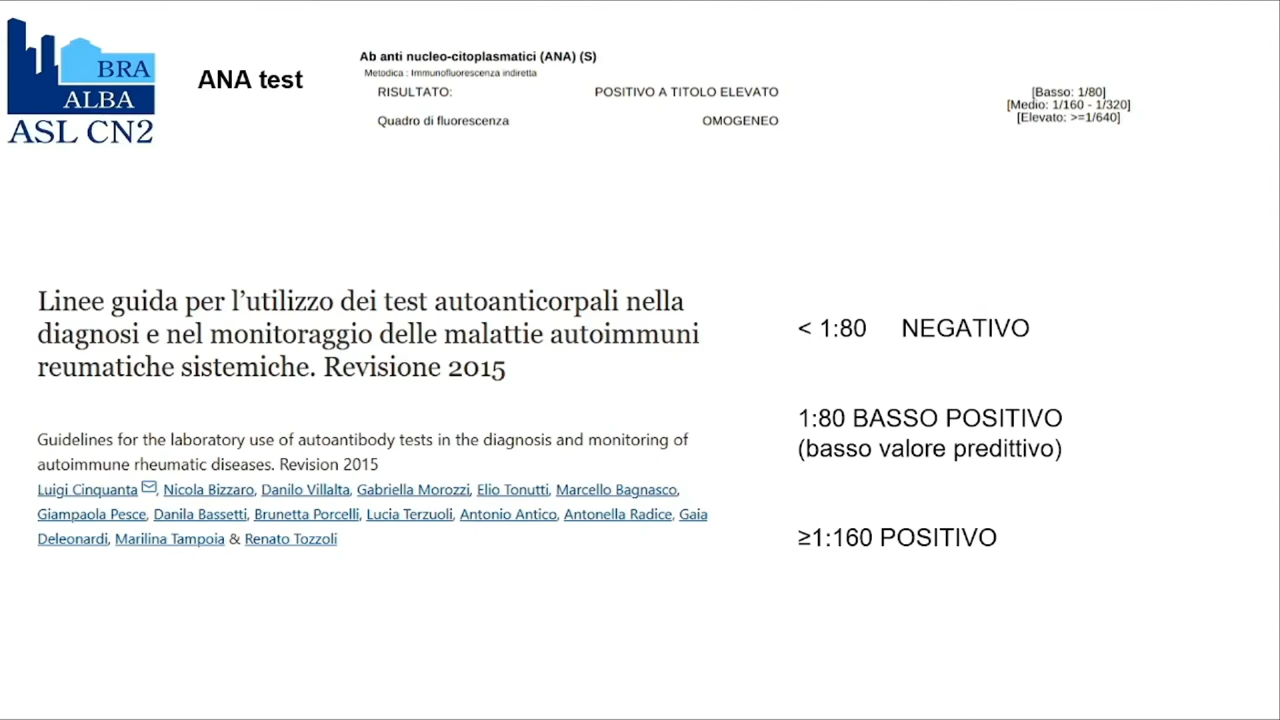 BRA
ALBA
ASL CN2
ANA test
Ab anti nucleo-citoplasmatici (ANA) (S)
Metodica : Immunofluorescenza indiretta
RISULTATO: POSITIVO A TITOLO ELEVATO [Basso: 1/80]
[Medio: 1/160 - 1/320]
[Elevato: >=1/640]
Quadro di fluorescenza OMOGENEO
Linee guida per l’utilizzo dei test autoanticorpali nella
diagnosi e nel monitoraggio delle malattie autoimmuni
reumatiche sistemiche. Revisione 2015
Guidelines for the laboratory use of autoantibody tests in the diagnosis and monitoring of
autoimmune rheumatic diseases. Revision 2015
Luigi Cinquanta, Nicola Bizzaro, Danilo Villalta, Gabriella Morozzi, Elio Tonutti, Marcello Bagnasco,
Giampaola Pesce, Danila Bassetti, Brunetta Porcelli, Lucia Terzuoli, Antonio Antico, Antonella Radice, Gaia
Deleonardi, Marilina Tampoia & Renato Tozzoli
< 1:80 NEGATIVO
1:80 BASSO POSITIVO
(basso valore predittivo)
≥1:160 POSITIVO